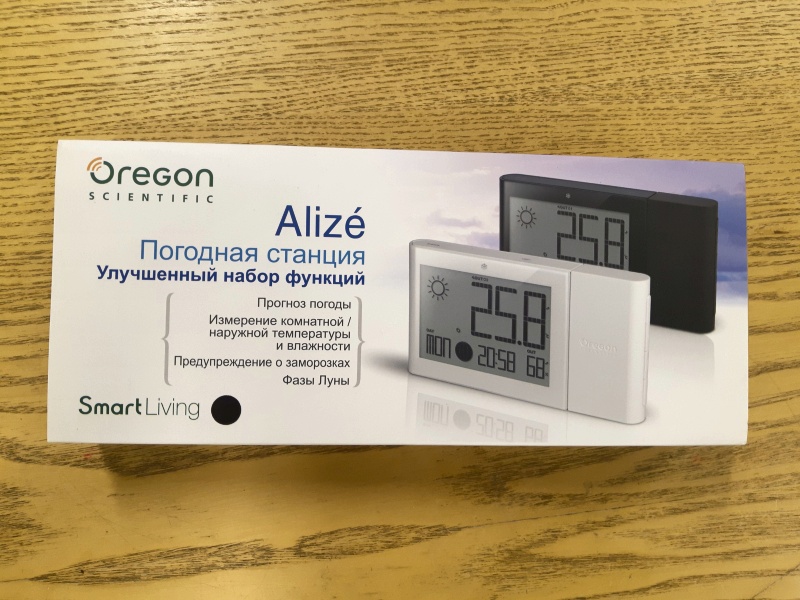 Oregon
SCIENTIFIC
Alizé
Погодная станция
Улучшенный набор функций
Прогноз погоды
Измерение комнатной /
наружной температуры
и влажности
Предупреждение о заморозках
Фазы Луны
SmartLiving
25.8
25.8
MON 20:58 68
Oregon